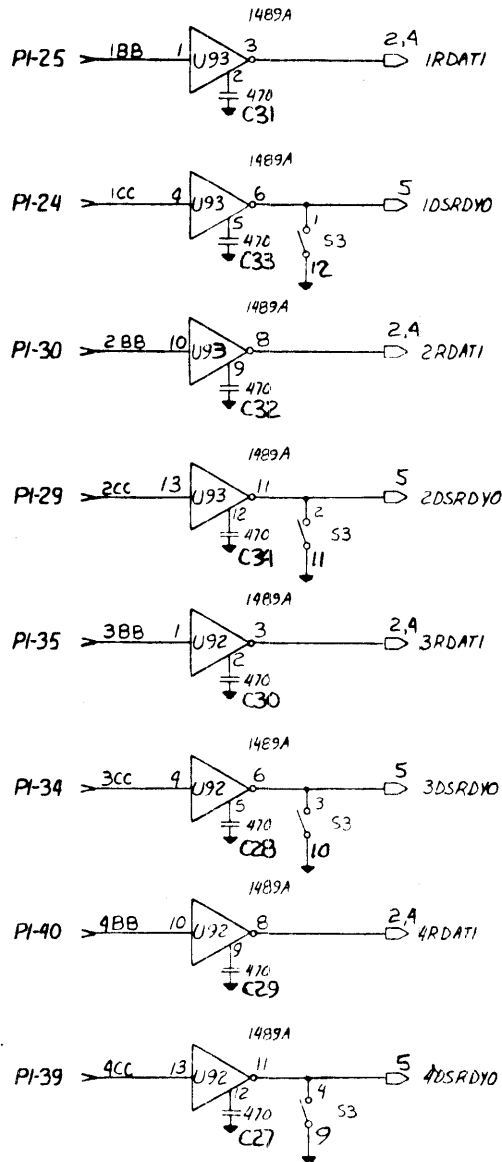 1489A
P1-25 1BB 1 U93 3 2,4 1RDAT1
2 470
C31
1489A
P1-24 1CC 4 U93 6 5 1DSRDY0
5 470 1 S3
C33 12
1489A
P1-30 2BB 10 U93 8 2,4 2RDAT1
9 470
C32
1489A
P1-29 2CC 13 U93 11 5 2DSRDY0
12 470 2 S3
C34 11
1489A
P1-35 3BB 1 U92 3 2,4 3RDAT1
2 470
C30
1489A
P1-34 3CC 4 U92 6 5 3DSRDY0
5 470 3 S3
C28 10
1489A
P1-40 4BB 10 U92 8 2,4 4RDAT1
9 470
C29
1489A
P1-39 4CC 13 U92 11 5 4DSRDY0
12 470 4 S3
C27 9